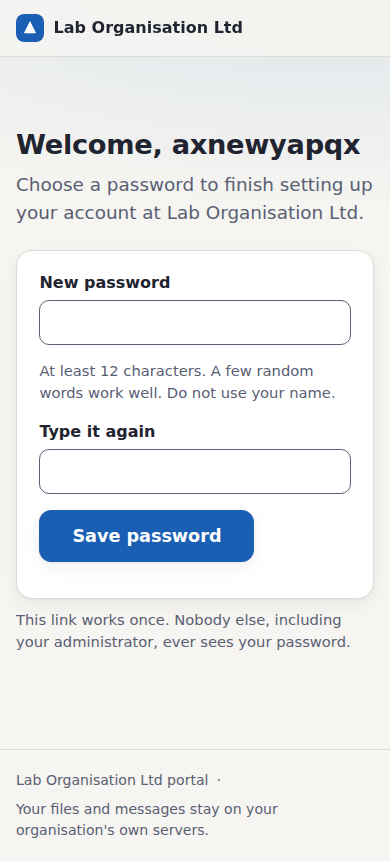 Lab Organisation Ltd
Welcome, axnewyapqx
Choose a password to finish setting up
your account at Lab Organisation Ltd.
New password
At least 12 characters. A few random
words work well. Do not use your name.
Type it again
Save password
This link works once. Nobody else, including
your administrator, ever sees your password.
Lab Organisation Ltd portal ·
Your files and messages stay on your
organisation's own servers.